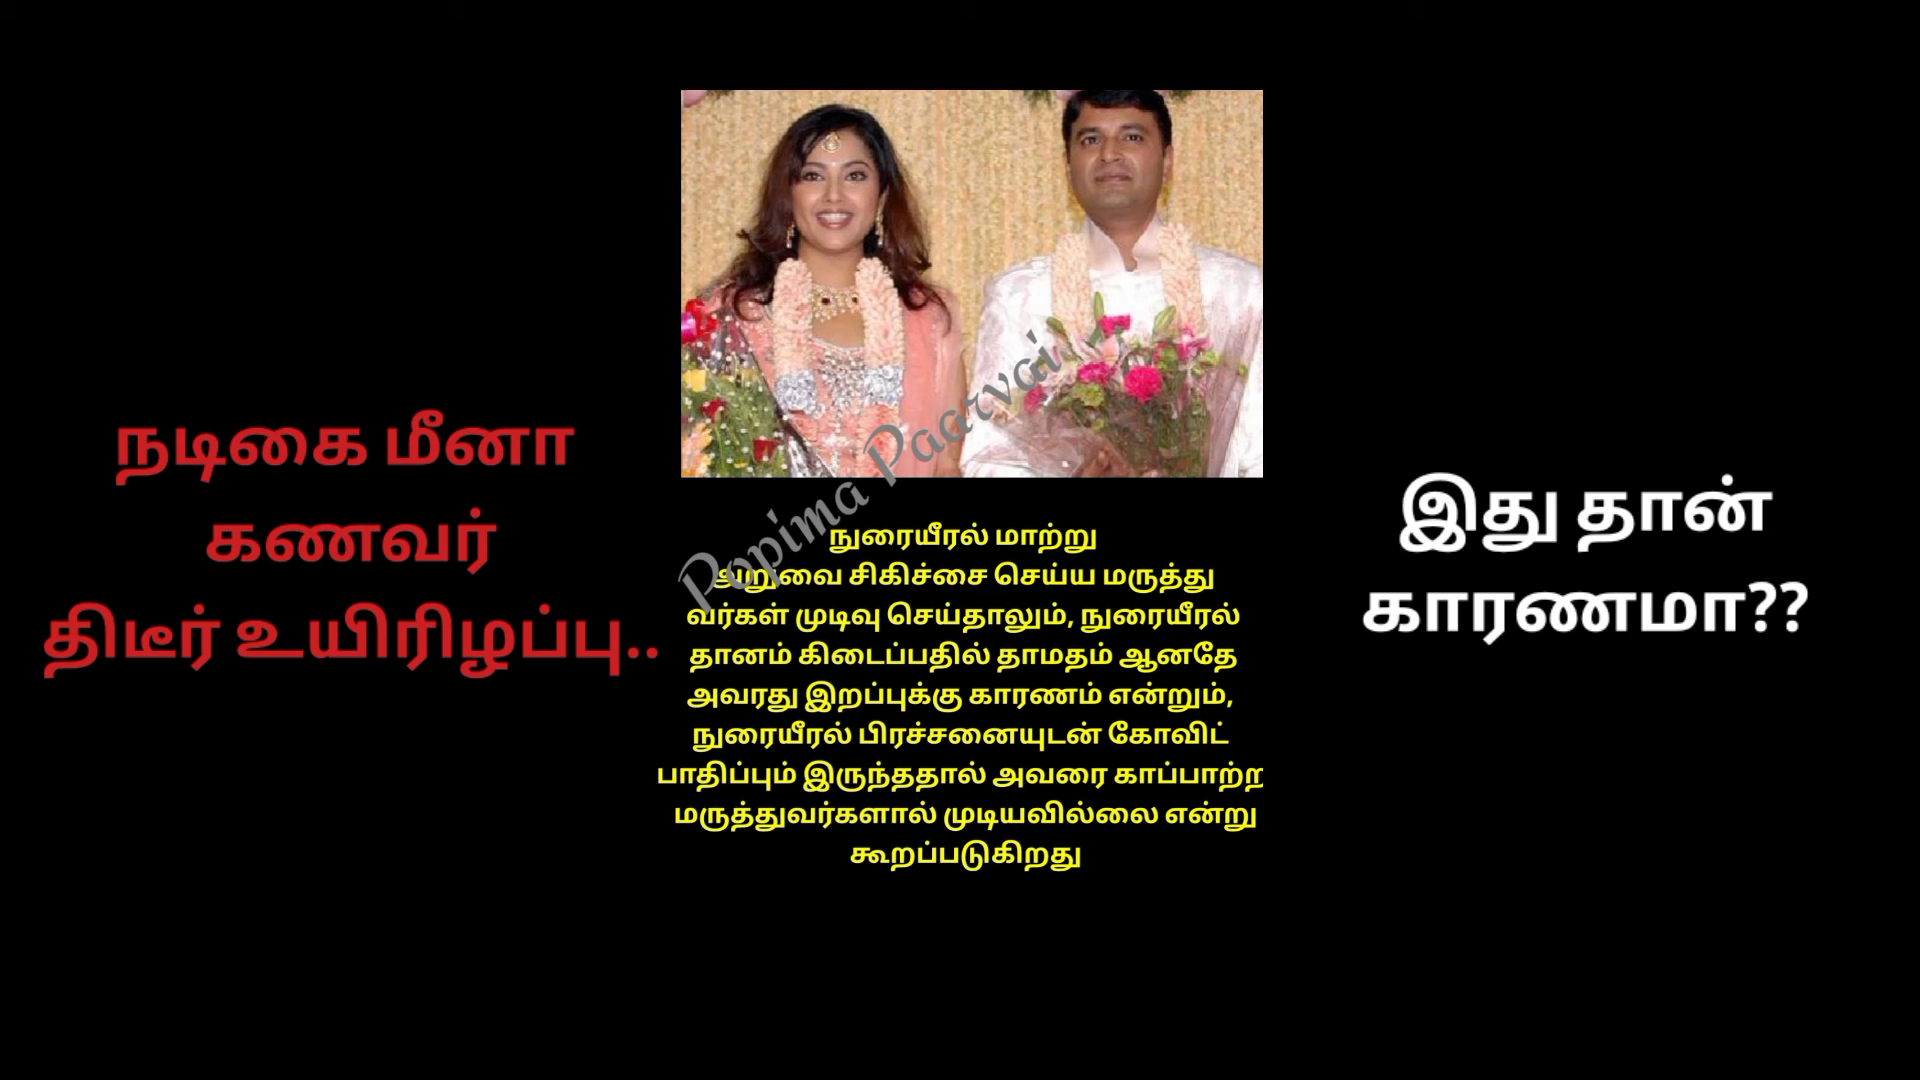 நடிகை மீனா
கணவர்
திடீர் உயிரிழப்பு..
Popima Paarvai
நுரையீரல் மாற்று
அறுவை சிகிச்சை செய்ய மருத்து
வர்கள் முடிவு செய்தாலும், நுரையீரல்
தானம் கிடைப்பதில் தாமதம் ஆனதே
அவரது இறப்புக்கு காரணம் என்றும்,
நுரையீரல் பிரச்சனையுடன் கோவிட்
பாதிப்பும் இருந்ததால் அவரை காப்பாற்ற
மருத்துவர்களால் முடியவில்லை என்று
கூறப்படுகிறது
இது தான்
காரணமா??